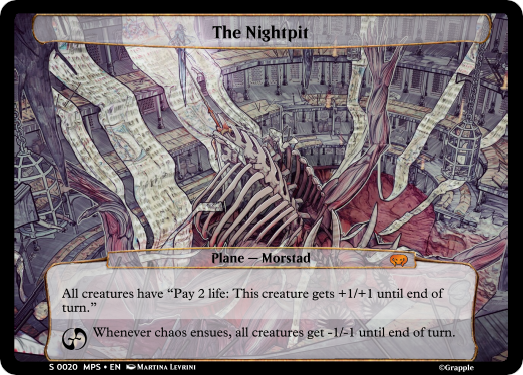 The Nightpit
Plane — Morstad
All creatures have “Pay 2 life: This creature gets +1/+1 until end of
turn.”
Whenever chaos ensues, all creatures get -1/-1 until end of turn.
S 0020 MPS • EN Martina Levrini
©Grapple